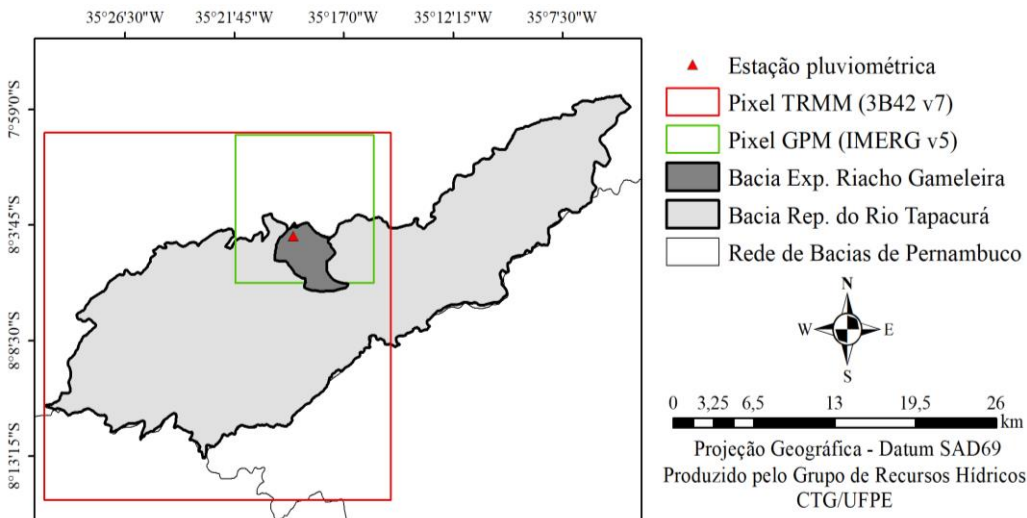 35°26'30"W 35°21'45"W 35°17'0"W 35°12'15"W 35°7'30"W
7°59'0"S
8°3'45"S
8°8'30"S
8°13'15"S
Estação pluviométrica
Pixel TRMM (3B42 v7)
Pixel GPM (IMERG v5)
Bacia Exp. Riacho Gameleira
Bacia Rep. do Rio Tapacurá
Rede de Bacias de Pernambuco
N
W E
S
0 3,25 6,5 13 19,5 26
km
Projeção Geográfica - Datum SAD69
Produzido pelo Grupo de Recursos Hídricos
CTG/UFPE